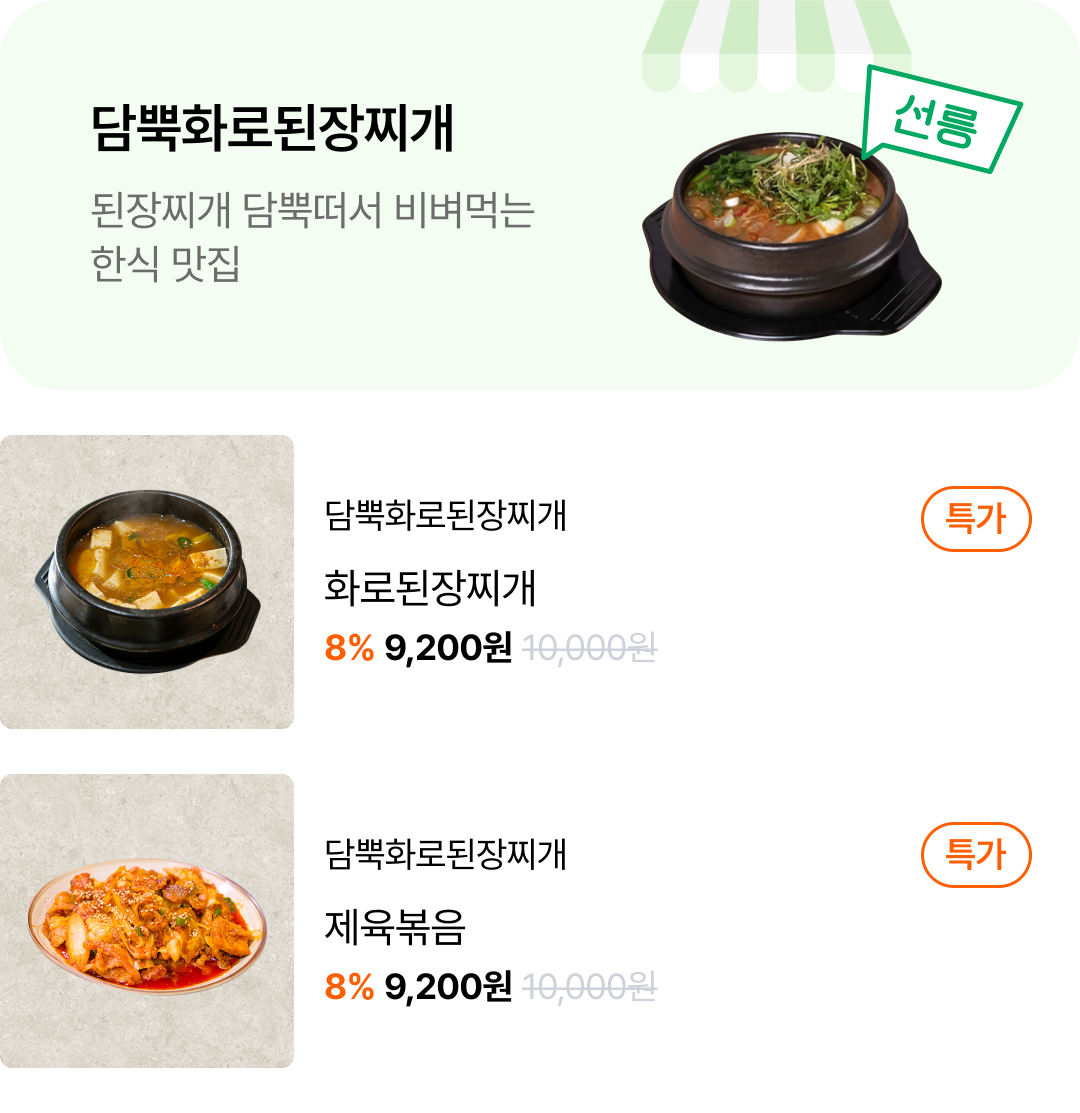 담뿍화로된장찌개
선릉
된장찌개 담뿍떠서 비벼먹는
한식 맛집
담뿍화로된장찌개
특가
화로된장찌개
8% 9,200원 10,000원
담뿍화로된장찌개
특가
제육볶음
8% 9,200원 10,000원